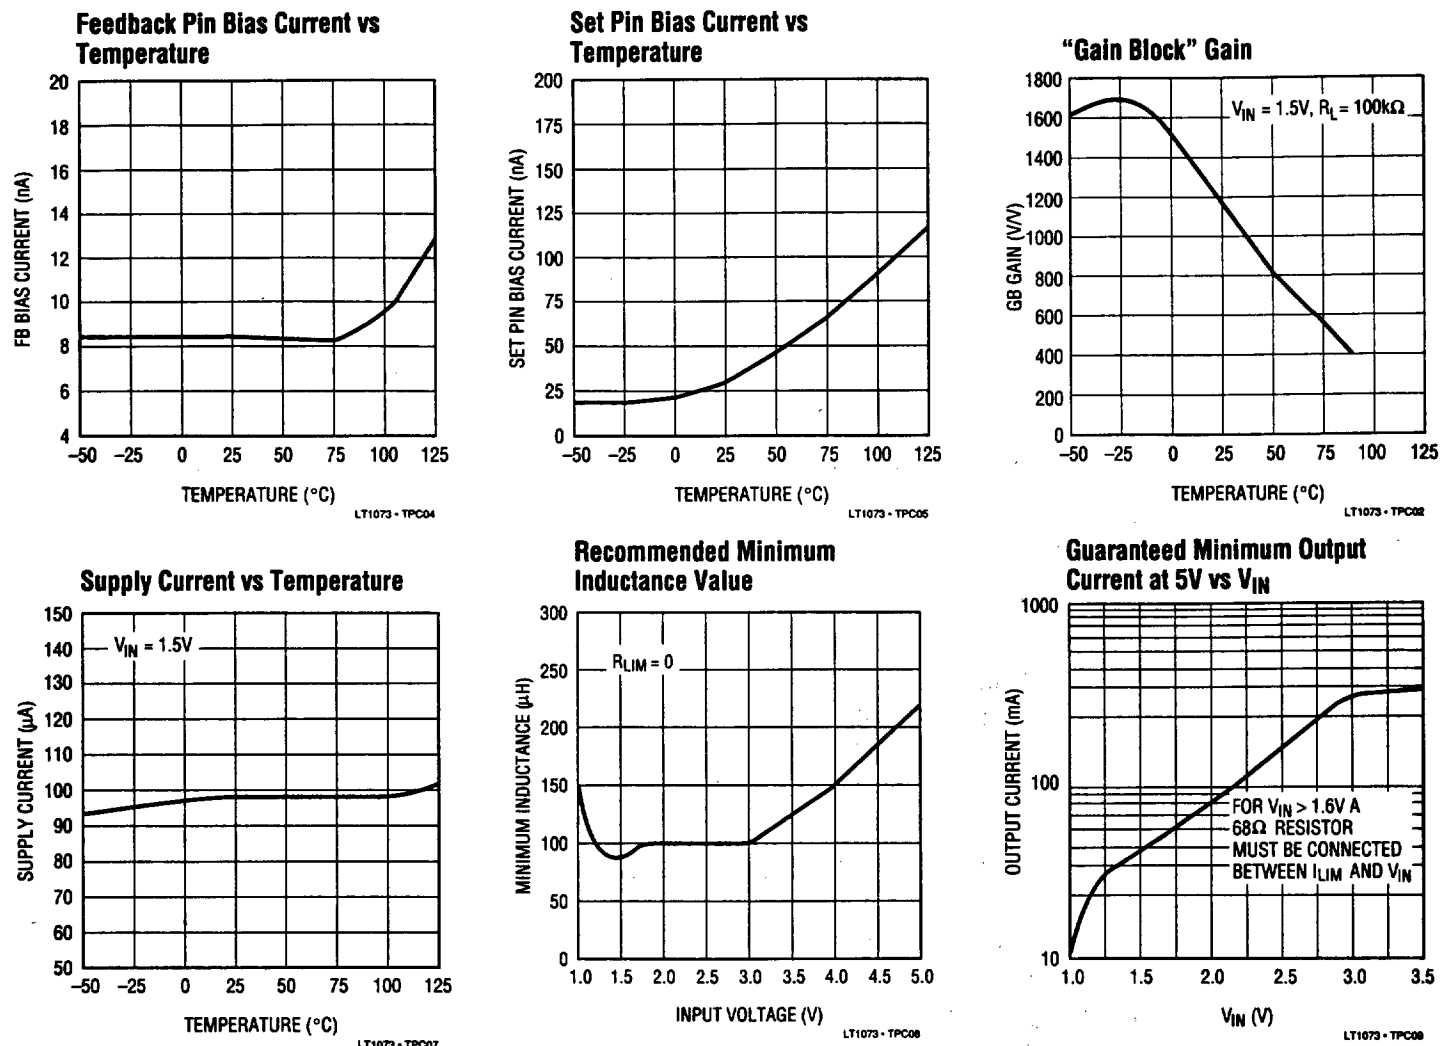 Feedback Pin Bias Current vs
Temperature
20
18
16
14
12
10
8
6
4
FB BIAS CURRENT (nA)
–50 –25 0 25 50 75 100 125
TEMPERATURE (°C)
LT1073 • TPC04
Set Pin Bias Current vs
Temperature
200
175
150
125
100
75
50
25
0
SET PIN BIAS CURRENT (nA)
–50 –25 0 25 50 75 100 125
TEMPERATURE (°C)
LT1073 • TPC05
“Gain Block” Gain
1800
1600
1400
1200
1000
800
600
400
200
0
GB GAIN (V/V)
VIN = 1.5V, RL = 100kΩ
–50 –25 0 25 50 75 100 125
TEMPERATURE (°C)
LT1073 • TPC02
Supply Current vs Temperature
150
140
130
120
110
100
90
80
70
60
50
SUPPLY CURRENT (µA)
VIN = 1.5V
–50 –25 0 25 50 75 100 125
TEMPERATURE (°C)
LT1073 • TPC07
Recommended Minimum
Inductance Value
300
250
200
150
100
50
0
MINIMUM INDUCTANCE (µH)
RLIM = 0
1.0 1.5 2.0 2.5 3.0 3.5 4.0 4.5 5.0
INPUT VOLTAGE (V)
LT1073 • TPC08
Guaranteed Minimum Output
Current at 5V vs VIN
1000
100
10
OUTPUT CURRENT (mA)
FOR VIN > 1.6V A
68Ω RESISTOR
MUST BE CONNECTED
BETWEEN ILIM AND VIN
1.0 1.5 2.0 2.5 3.0 3.5
VIN (V)
LT1073 • TPC09